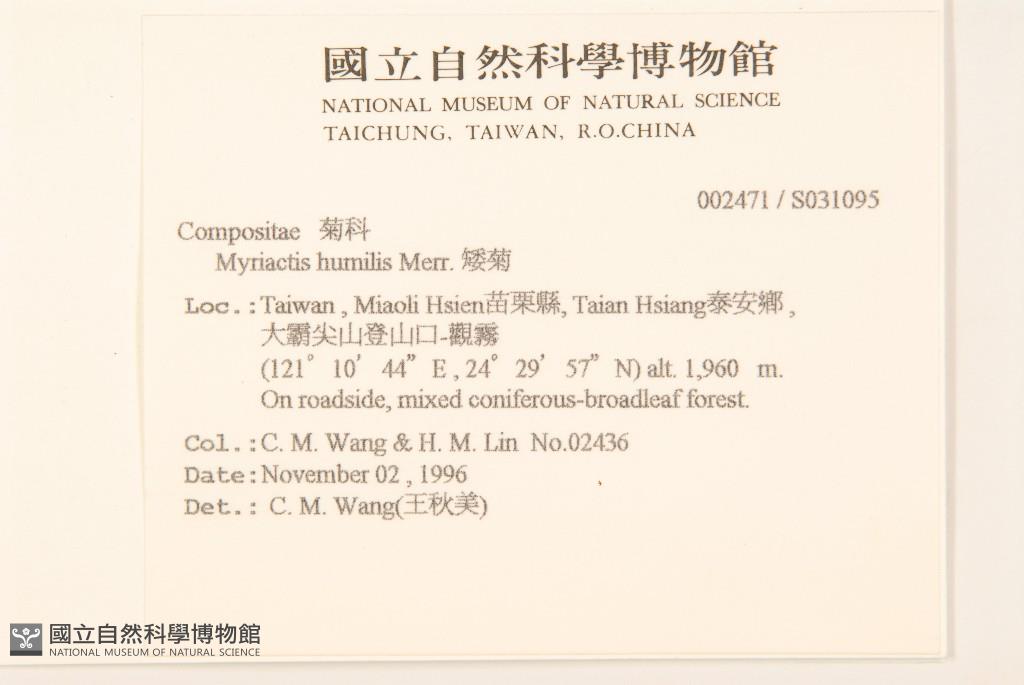 國立自然科學博物館
NATIONAL MUSEUM OF NATURAL SCIENCE
TAICHUNG, TAIWAN, R.O.CHINA
002471 / S031095
Compositae 菊科
Myriactis humilis Merr. 矮菊
Loc.:Taiwan , Miaoli Hsien苗栗縣, Taian Hsiang泰安鄉 ,
大霸尖山登山口-觀霧
(121° 10′ 44” E , 24° 29′ 57” N) alt. 1,960 m.
On roadside, mixed coniferous-broadleaf forest.
Col.:C. M. Wang & H. M. Lin No.02436
Date:November 02 , 1996
Det.: C. M. Wang(王秋美)
國立自然科學博物館
NATIONAL MUSEUM OF NATURAL SCIENCE